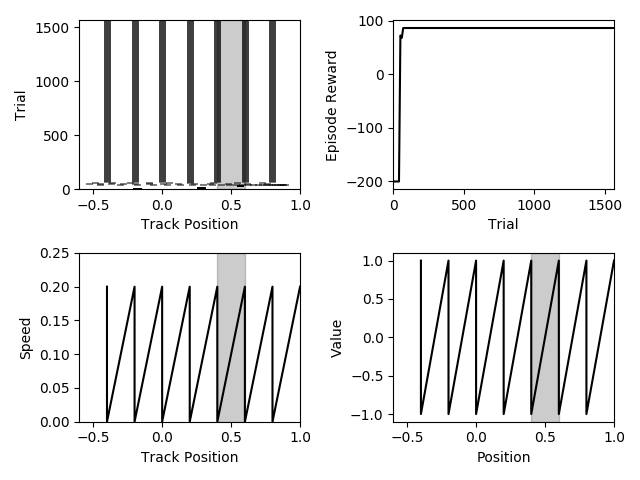 1500
1000
500
0
Trial
−0.5 0.0 0.5 1.0
Track Position
100
0
−100
−200
Episode Reward
0 500 1000 1500
Trial
0.25
0.20
0.15
0.10
0.05
0.00
Speed
−0.5 0.0 0.5 1.0
Track Position
1.0
0.5
0.0
−0.5
−1.0
Value
−0.5 0.0 0.5 1.0
Position